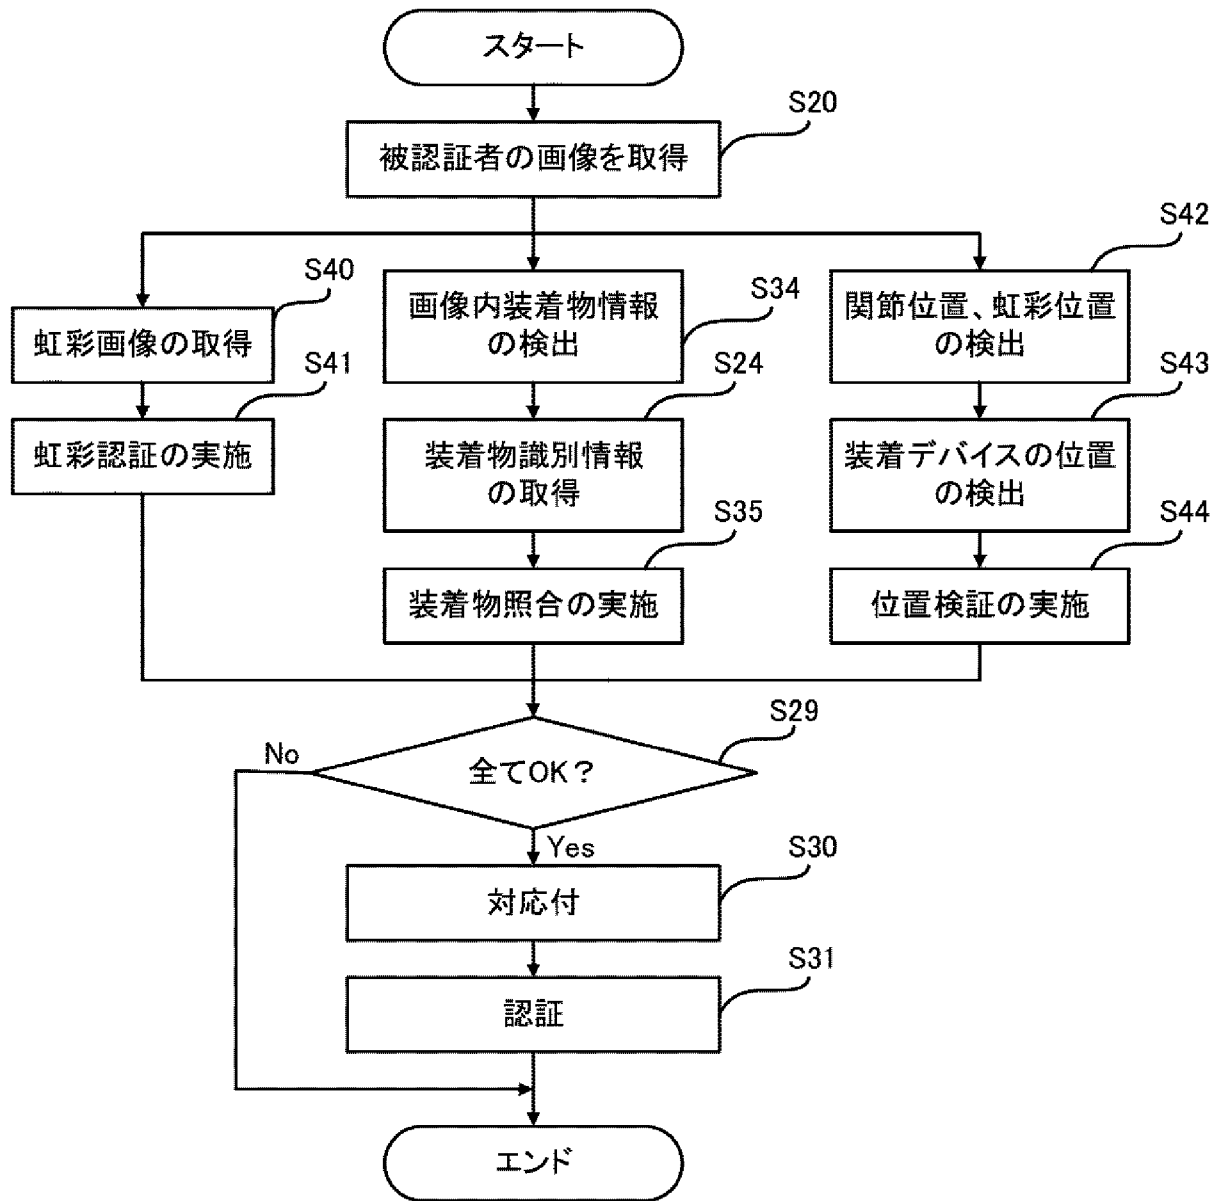 スタート
S20
被認証者の画像を取得
S40
虹彩画像の取得
S41
虹彩認証の実施
S34
画像内装着物情報
の検出
S24
装着物識別情報
の取得
S35
装着物照合の実施
S42
関節位置、虹彩位置
の検出
S43
装着デバイスの位置
の検出
S44
位置検証の実施
S29
全てOK？
No
Yes
S30
対応付
S31
認証
エンド